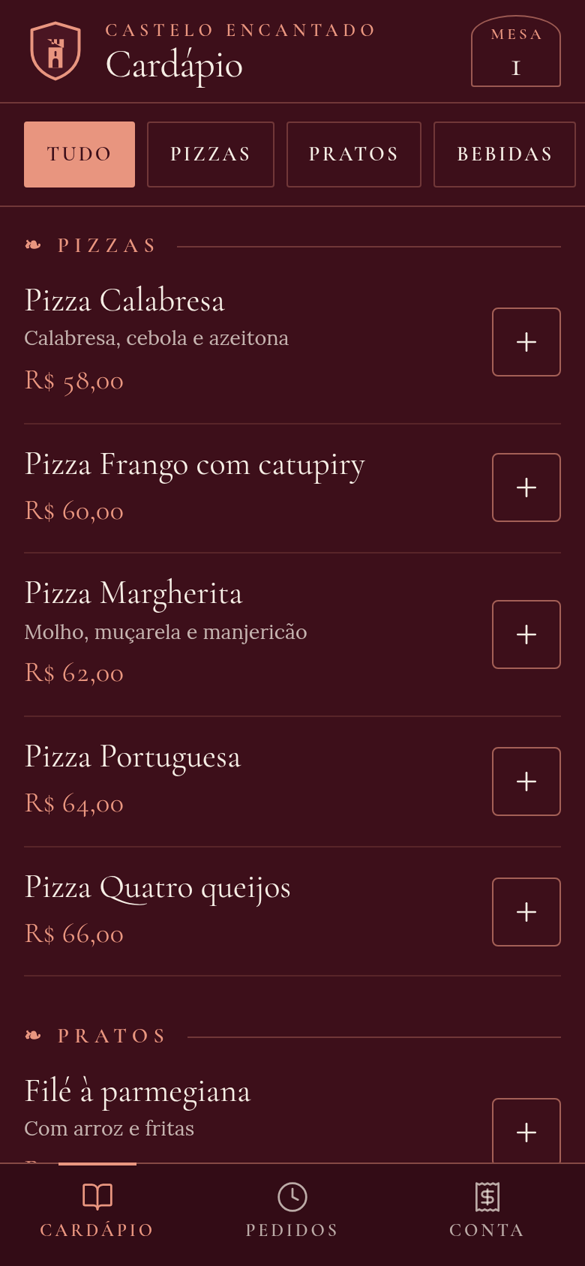 CASTELO ENCANTADO
Cardápio
MESA
1
TUDO
PIZZAS
PRATOS
BEBIDAS
PIZZAS
Pizza Calabresa
Calabresa, cebola e azeitona
R$ 58,00
+
Pizza Frango com catupiry
R$ 60,00
+
Pizza Margherita
Molho, muçarela e manjericão
R$ 62,00
+
Pizza Portuguesa
R$ 64,00
+
Pizza Quatro queijos
R$ 66,00
+
PRATOS
Filé à parmegiana
Com arroz e fritas
+
CARDÁPIO
PEDIDOS
CONTA